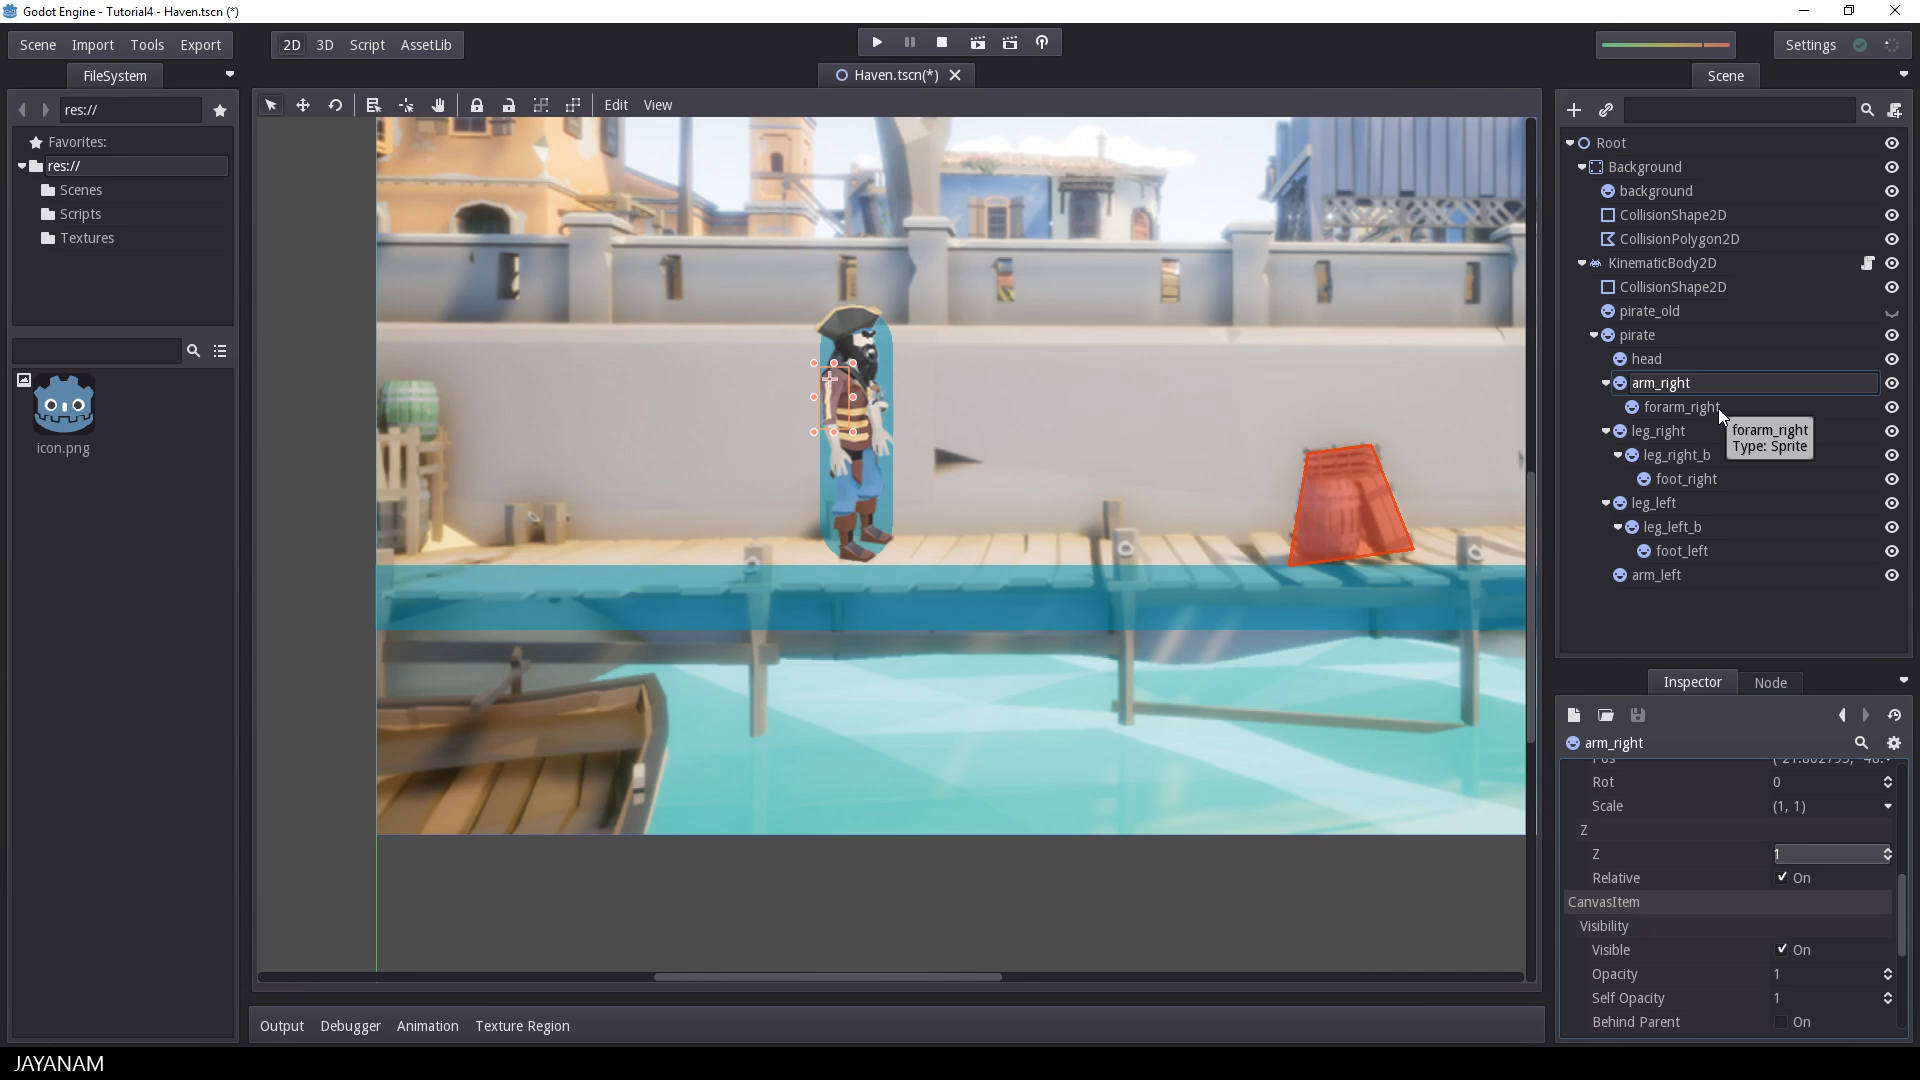 Godot Engine - Tutorial4 - Haven.tscn (*)
Scene Import Tools Export
2D 3D Script AssetLib
Settings
FileSystem
Haven.tscn(*)
Scene
res://
Edit View
Favorites:
res://
Scenes
Scripts
Textures
icon.png
Root
Background
background
CollisionShape2D
CollisionPolygon2D
KinematicBody2D
CollisionShape2D
pirate_old
pirate
head
arm_right
forarm_right
leg_right
leg_right_b
foot_right
leg_left
leg_left_b
foot_left
arm_left
forarm_right
Type: Sprite
Inspector Node
arm_right
Rot 0
Scale (1, 1)
Z
Z 1
Relative On
CanvasItem
Visibility
Visible On
Opacity 1
Self Opacity 1
Behind Parent On
Output Debugger Animation Texture Region
JAYANAM